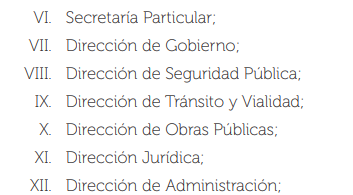 VI. Secretaría Particular;
VII. Dirección de Gobierno;
VIII. Dirección de Seguridad Pública;
IX. Dirección de Tránsito y Vialidad;
X. Dirección de Obras Públicas;
XI. Dirección Jurídica;
XII. Dirección de Administración;